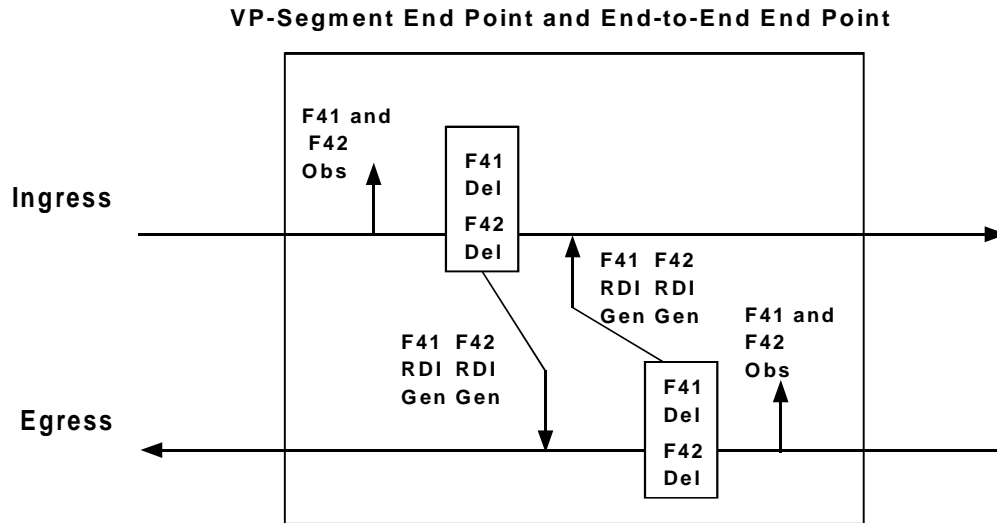 VP-Segment End Point and End-to-End End Point
F41 and
F42
Obs
F41
Del
F42
Del
Ingress
F41 F42
RDI RDI
Gen Gen
F41 and
F42
Obs
F41 F42
RDI RDI
Gen Gen
F41
Del
F42
Del
Egress